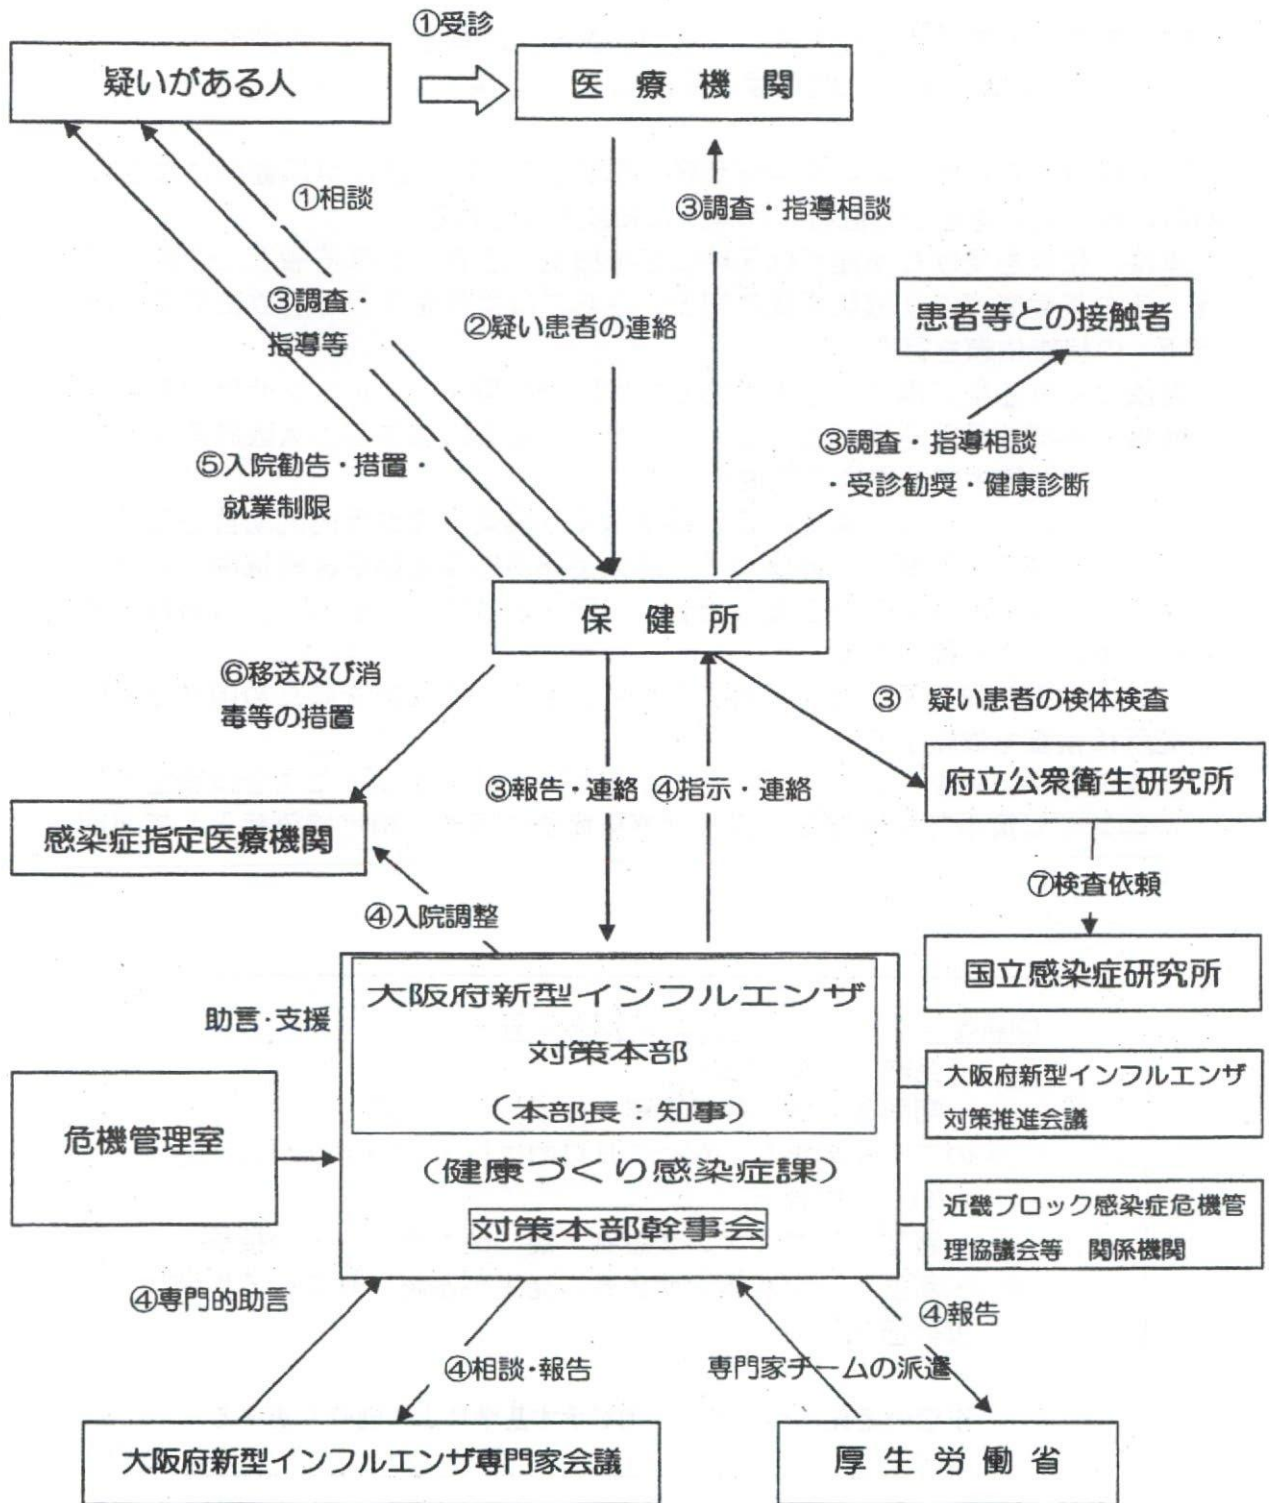 ①受診
疑いがある人
医 療 機 関
①相談
③調査・指導相談
③調査・
指導等
②疑い患者の連絡
患者等との接触者
③調査・指導相談
・受診勧奨・健康診断
⑤入院勧告・措置・
就業制限
保 健 所
⑥移送及び消
毒等の措置
③ 疑い患者の検体検査
③報告・連絡
④指示・連絡
府立公衆衛生研究所
感染症指定医療機関
⑦検査依頼
④入院調整
国立感染症研究所
大阪府新型インフルエンザ
対策本部
(本部長:知事)
(健康づくり感染症課)
対策本部幹事会
助言・支援
危機管理室
大阪府新型インフルエンザ
対策推進会議
近畿ブロック感染症危機管
理協議会等 関係機関
④専門的助言
④相談・報告
専門家チームの派遣
④報告
大阪府新型インフルエンザ専門家会議
厚 生 労 働 省